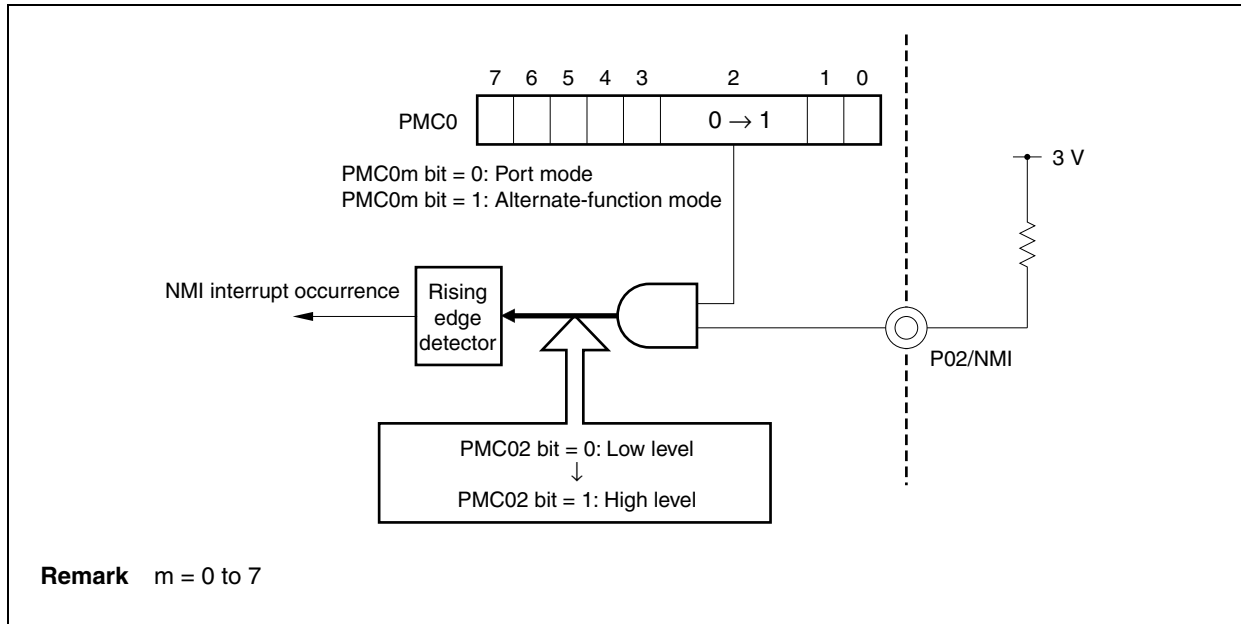 7 6 5 4 3 2 1 0
PMC0
0 → 1
3 V
PMC0m bit = 0: Port mode
PMC0m bit = 1: Alternate-function mode
NMI interrupt occurrence
Rising
edge
detector
P02/NMI
PMC02 bit = 0: Low level
↓
PMC02 bit = 1: High level
Remark m = 0 to 7